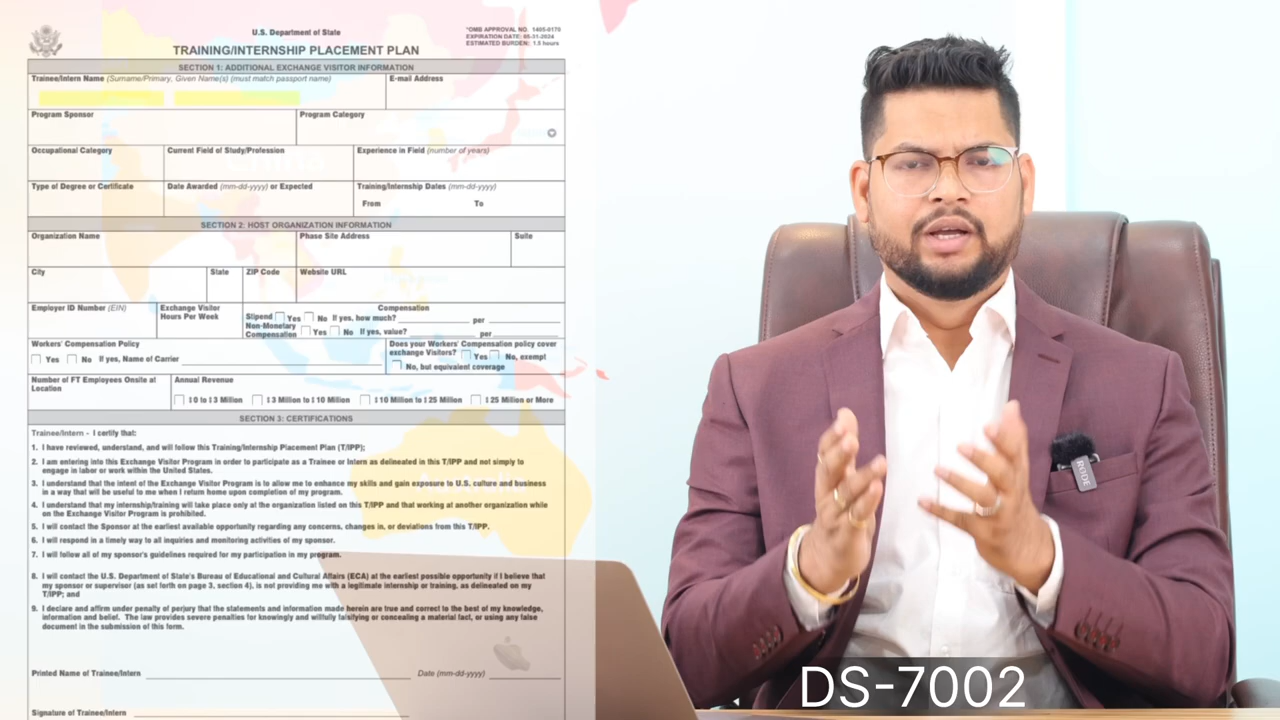 U.S. Department of State
*OMB APPROVAL NO. 1405-0170
EXPIRATION DATE: 05-31-2024
ESTIMATED BURDEN: 1.5 hours
TRAINING/INTERNSHIP PLACEMENT PLAN
SECTION 1: ADDITIONAL EXCHANGE VISITOR INFORMATION
Trainee/Intern Name (Surname/Primary, Given Name(s) (must match passport name)
E-mail Address
Program Sponsor
Program Category
Occupational Category
Current Field of Study/Profession
Experience in Field (number of years)
Type of Degree or Certificate
Date Awarded (mm-dd-yyyy) or Expected
Training/Internship Dates (mm-dd-yyyy)
From To
SECTION 2: HOST ORGANIZATION INFORMATION
Organization Name
Phase Site Address
Suite
City
State
ZIP Code
Website URL
Employer ID Number (EIN)
Exchange Visitor
Hours Per Week
Compensation
Stipend Yes No If yes, how much? per
Non-Monetary
Compensation Yes No If yes, value? per
Workers' Compensation Policy
Yes No If yes, Name of Carrier
Does your Workers' Compensation policy cover
exchange Visitors? Yes No, exempt
No, but equivalent coverage
Number of FT Employees Onsite at
Location
Annual Revenue
$ 0 to $ 3 Million $ 3 Million to $ 10 Million $ 10 Million to $ 25 Million $ 25 Million or More
SECTION 3: CERTIFICATIONS
Trainee/Intern - I certify that:
1. I have reviewed, understand, and will follow this Training/Internship Placement Plan (T/IPP);
2. I am entering into this Exchange Visitor Program in order to participate as a Trainee or Intern as delineated in this T/IPP and not simply to
engage in labor or work within the United States.
3. I understand that the intent of the Exchange Visitor Program is to allow me to enhance my skills and gain exposure to U.S. culture and business
in a way that will be useful to me when I return home upon completion of my program.
4. I understand that my internship/training will take place only at the organization listed on this T/IPP and that working at another organization while
on the Exchange Visitor Program is prohibited.
5. I will contact the Sponsor at the earliest available opportunity regarding any concerns, changes in, or deviations from this T/IPP.
6. I will respond in a timely way to all inquiries and monitoring activities of my sponsor.
7. I will follow all of my sponsor's guidelines required for my participation in my program.
8. I will contact the U.S. Department of State's Bureau of Educational and Cultural Affairs (ECA) at the earliest possible opportunity if I believe that
my sponsor or supervisor (as set forth on page 3, section 4), is not providing me with a legitimate internship or training, as delineated on my
T/IPP; and
9. I declare and affirm under penalty of perjury that the statements and information made herein are true and correct to the best of my knowledge,
information and belief. The law provides severe penalties for knowingly and willfully falsifying or concealing a material fact, or using any false
document in the submission of this form.
Printed Name of Trainee/Intern
Date (mm-dd-yyyy)
Signature of Trainee/Intern
RØDE
DS-7002